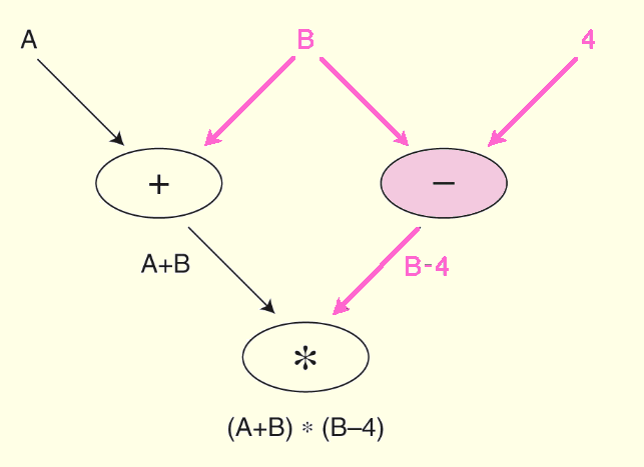 A B 4
+ −
A+B B-4
*
(A+B) * (B–4)